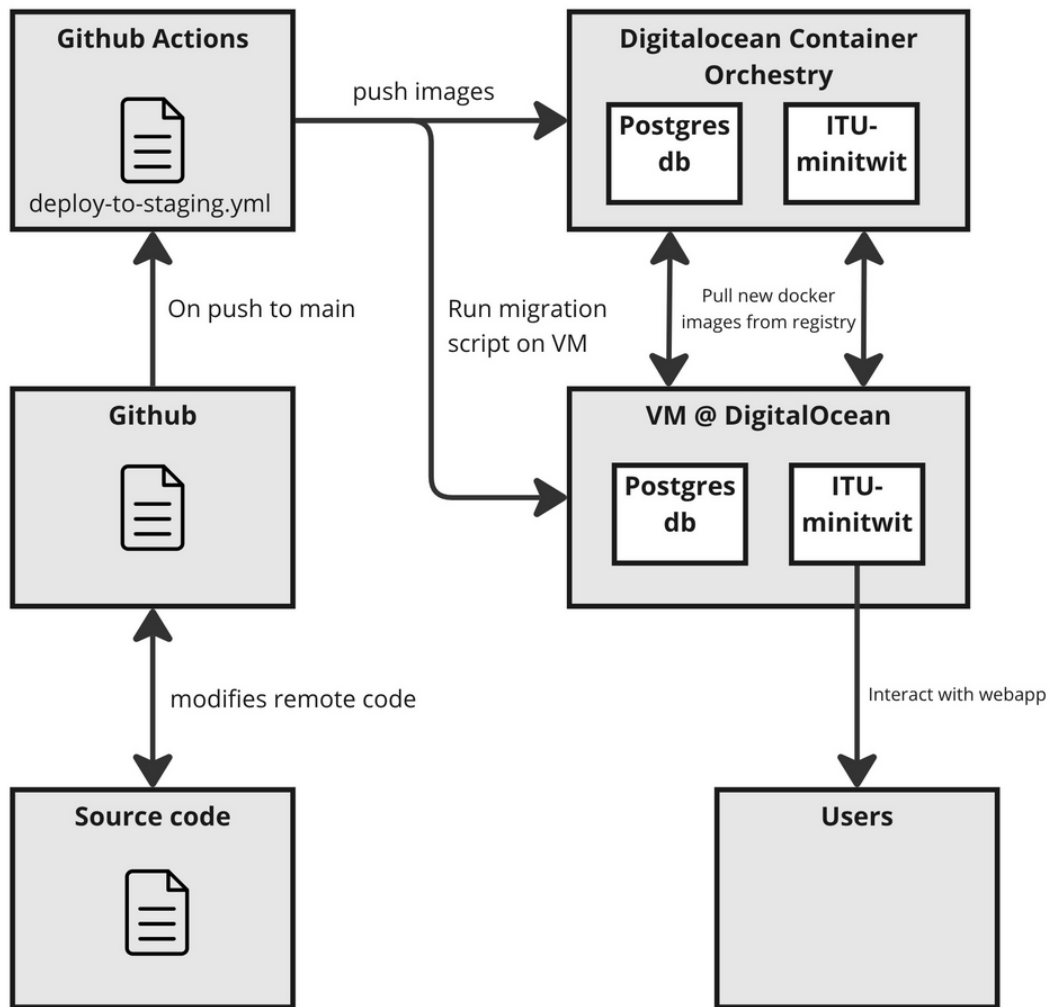 Github Actions
deploy-to-staging.yml
push images
Digitalocean Container
Orchestry
Postgres
db
ITU-
minitwit
On push to main
Run migration
script on VM
Pull new docker
images from registry
Github
VM @ DigitalOcean
Postgres
db
ITU-
minitwit
modifies remote code
Interact with webapp
Source code
Users